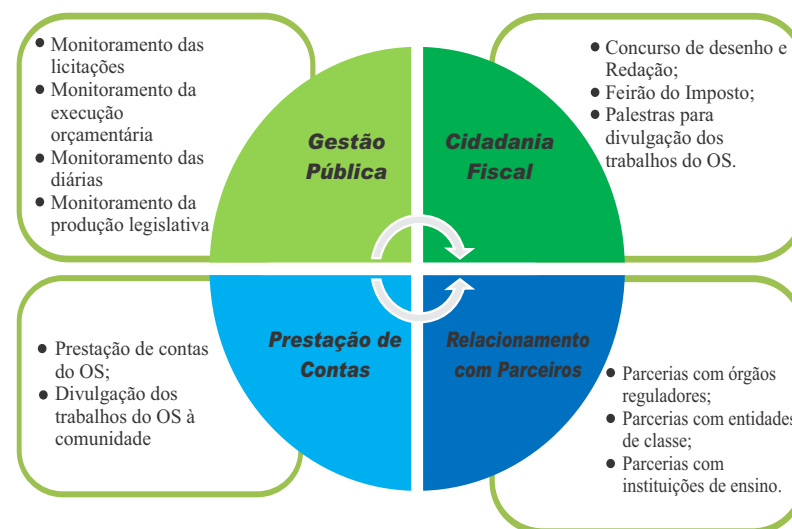 ● Monitoramento das
licitações
● Monitoramento da
execução
orçamentária
● Monitoramento das
diárias
● Monitoramento da
produção legislativa
Gestão
Pública
Cidadania
Fiscal
● Concurso de desenho e
Redação;
● Feirão do Imposto;
● Palestras para
divulgação dos
trabalhos do OS.
● Prestação de contas
do OS;
● Divulgação dos
trabalhos do OS à
comunidade
Prestação de
Contas
Relacionamento
com Parceiros
● Parcerias com órgãos
reguladores;
● Parcerias com entidades
de classe;
● Parcerias com
instituições de ensino.